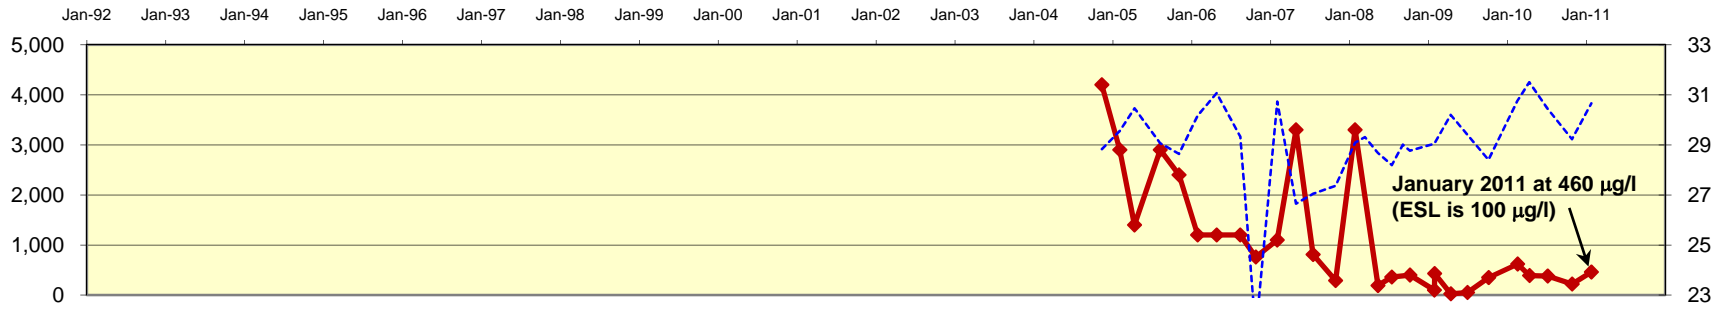 Jan-92 Jan-93 Jan-94 Jan-95 Jan-96 Jan-97 Jan-98 Jan-99 Jan-00 Jan-01 Jan-02 Jan-03 Jan-04 Jan-05 Jan-06 Jan-07 Jan-08 Jan-09 Jan-10 Jan-11
5,000 33
4,000 31
3,000 29
January 2011 at 460 µg/l
2,000 27
(ESL is 100 µg/l)
1,000 25
0 23